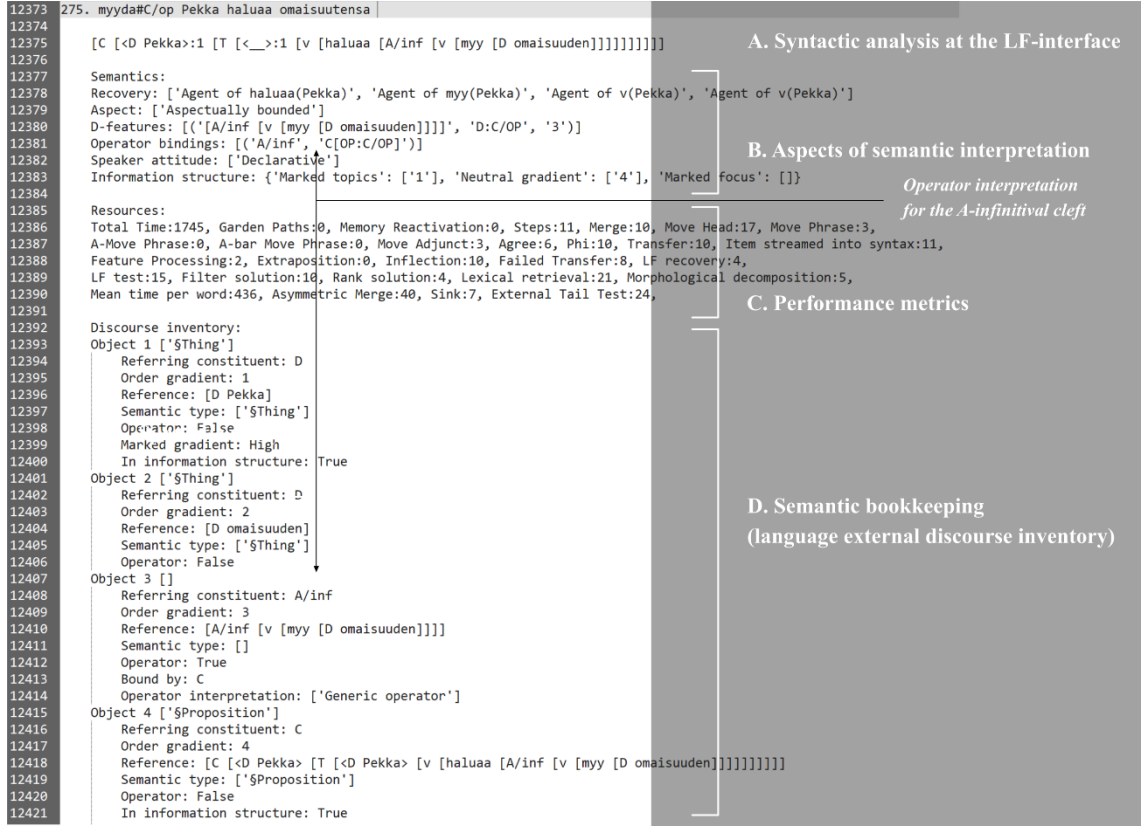 12373 275. myyda#C/op Pekka haluaa omaisuutensa
12374
12375 [C [<D Pekka>:1 [T [<__>:1 [v [haluaa [A/inf [v [myy [D omaisuuden]]]]]]]]]] A. Syntactic analysis at the LF-interface
12376
12377 Semantics:
12378 Recovery: ['Agent of haluaa(Pekka)', 'Agent of myy(Pekka)', 'Agent of v(Pekka)', 'Agent of v(Pekka)']
12379 Aspect: ['Aspectually bounded']
12380 D-features: [('[A/inf [v [myy [D omaisuuden]]]]', 'D:C/OP', '3')]
12381 Operator bindings: [('A/inf', 'C[OP:C/OP]')]
B. Aspects of semantic interpretation
12382 Speaker attitude: ['Declarative']
12383 Information structure: {'Marked topics': ['1'], 'Neutral gradient': ['4'], 'Marked focus': []}
Operator interpretation
12384
for the A-infinitival cleft
12385 Resources:
12386 Total Time:1745, Garden Paths:0, Memory Reactivation:0, Steps:11, Merge:10, Move Head:17, Move Phrase:3,
12387 A-Move Phrase:0, A-bar Move Phrase:0, Move Adjunct:3, Agree:6, Phi:10, Transfer:10, Item streamed into syntax:11,
12388 Feature Processing:2, Extraposition:0, Inflection:10, Failed Transfer:8, LF recovery:4,
12389 LF test:15, Filter solution:10, Rank solution:4, Lexical retrieval:21, Morphological decomposition:5,
12390 Mean time per word:436, Asymmetric Merge:40, Sink:7, External Tail Test:24,
C. Performance metrics
12391
12392 Discourse inventory:
12393 Object 1 ['§Thing']
12394 Referring constituent: D
12395 Order gradient: 1
12396 Reference: [D Pekka]
12397 Semantic type: ['§Thing']
12398 Operator: False
12399 Marked gradient: High
12400 In information structure: True
12401 Object 2 ['§Thing']
12402 Referring constituent: D
12403 Order gradient: 2
D. Semantic bookkeeping
12404 Reference: [D omaisuuden]
(language external discourse inventory)
12405 Semantic type: ['§Thing']
12406 Operator: False
12407 Object 3 []
12408 Referring constituent: A/inf
12409 Order gradient: 3
12410 Reference: [A/inf [v [myy [D omaisuuden]]]]
12411 Semantic type: []
12412 Operator: True
12413 Bound by: C
12414 Operator interpretation: ['Generic operator']
12415 Object 4 ['§Proposition']
12416 Referring constituent: C
12417 Order gradient: 4
12418 Reference: [C [<D Pekka> [T [<D Pekka> [v [haluaa [A/inf [v [myy [D omaisuuden]]]]]]]]]]
12419 Semantic type: ['§Proposition']
12420 Operator: False
12421 In information structure: True